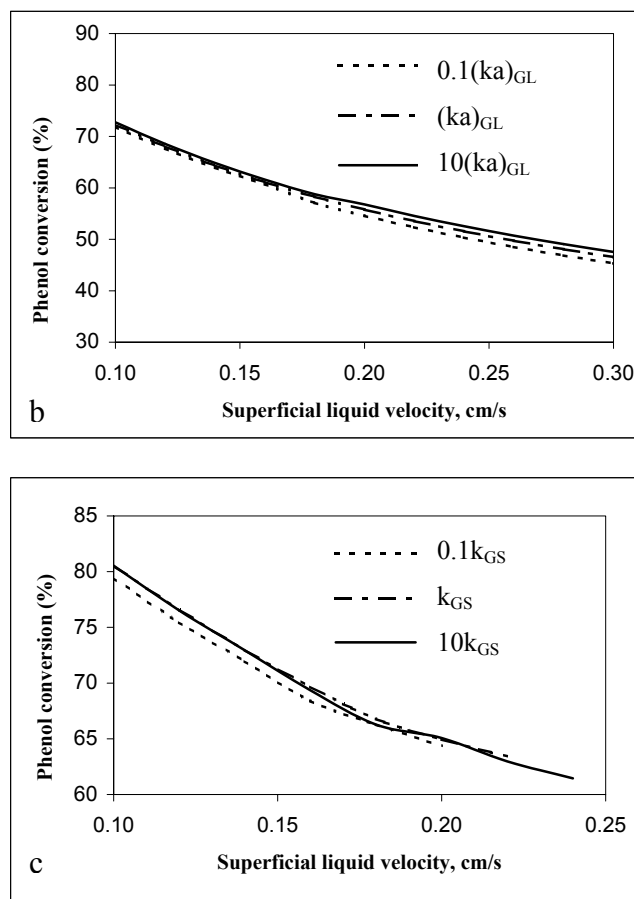 90
80
70
60
50
40
30
Phenol conversion (%)
0.1(ka)GL
(ka)GL
10(ka)GL
0.10 0.15 0.20 0.25 0.30
Superficial liquid velocity, cm/s
b
85
80
75
70
65
60
Phenol conversion (%)
0.1kGS
kGS
10kGS
0.10 0.15 0.20 0.25
Superficial liquid velocity, cm/s
c